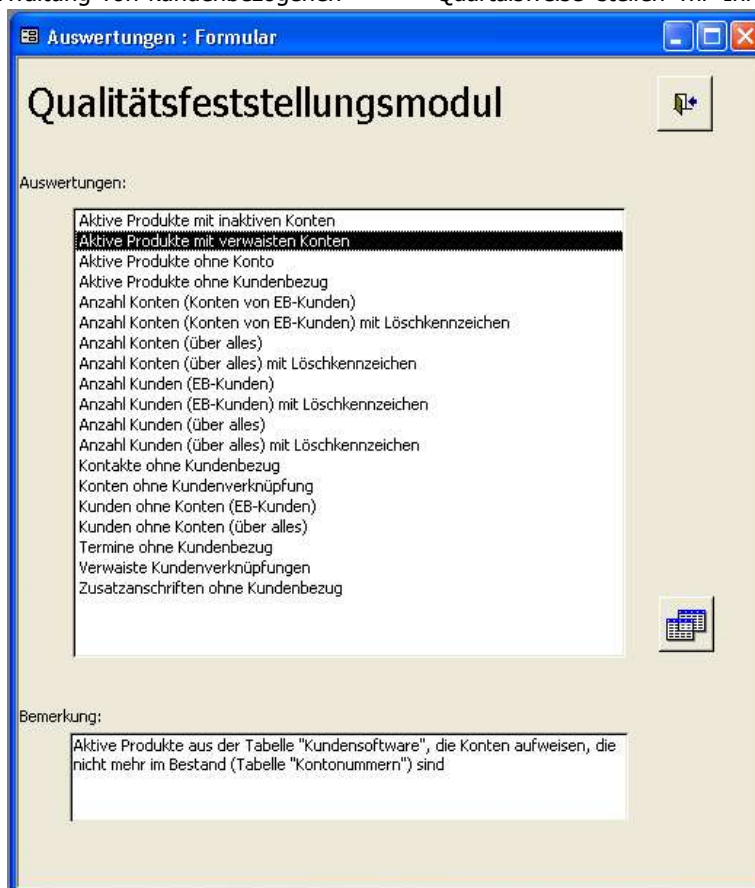 Kundenbezogenen
Auswertungen : Formular
Qualitätsfeststellungsmodul
Auswertungen:
Aktive Produkte mit inaktiven Konten
Aktive Produkte mit verwaisten Konten
Aktive Produkte ohne Konto
Aktive Produkte ohne Kundenbezug
Anzahl Konten (Konten von EB-Kunden)
Anzahl Konten (Konten von EB-Kunden) mit Löschkennzeichen
Anzahl Konten (über alles)
Anzahl Konten (über alles) mit Löschkennzeichen
Anzahl Kunden (EB-Kunden)
Anzahl Kunden (EB-Kunden) mit Löschkennzeichen
Anzahl Kunden (über alles)
Anzahl Kunden (über alles) mit Löschkennzeichen
Kontakte ohne Kundenbezug
Konten ohne Kundenverknüpfung
Kunden ohne Konten (EB-Kunden)
Kunden ohne Konten (über alles)
Termine ohne Kundenbezug
Verwaiste Kundenverknüpfungen
Zusatzanschriften ohne Kundenbezug
Bemerkung:
Aktive Produkte aus der Tabelle "Kundensoftware", die Konten aufweisen, die
nicht mehr im Bestand (Tabelle "Kontonummern") sind